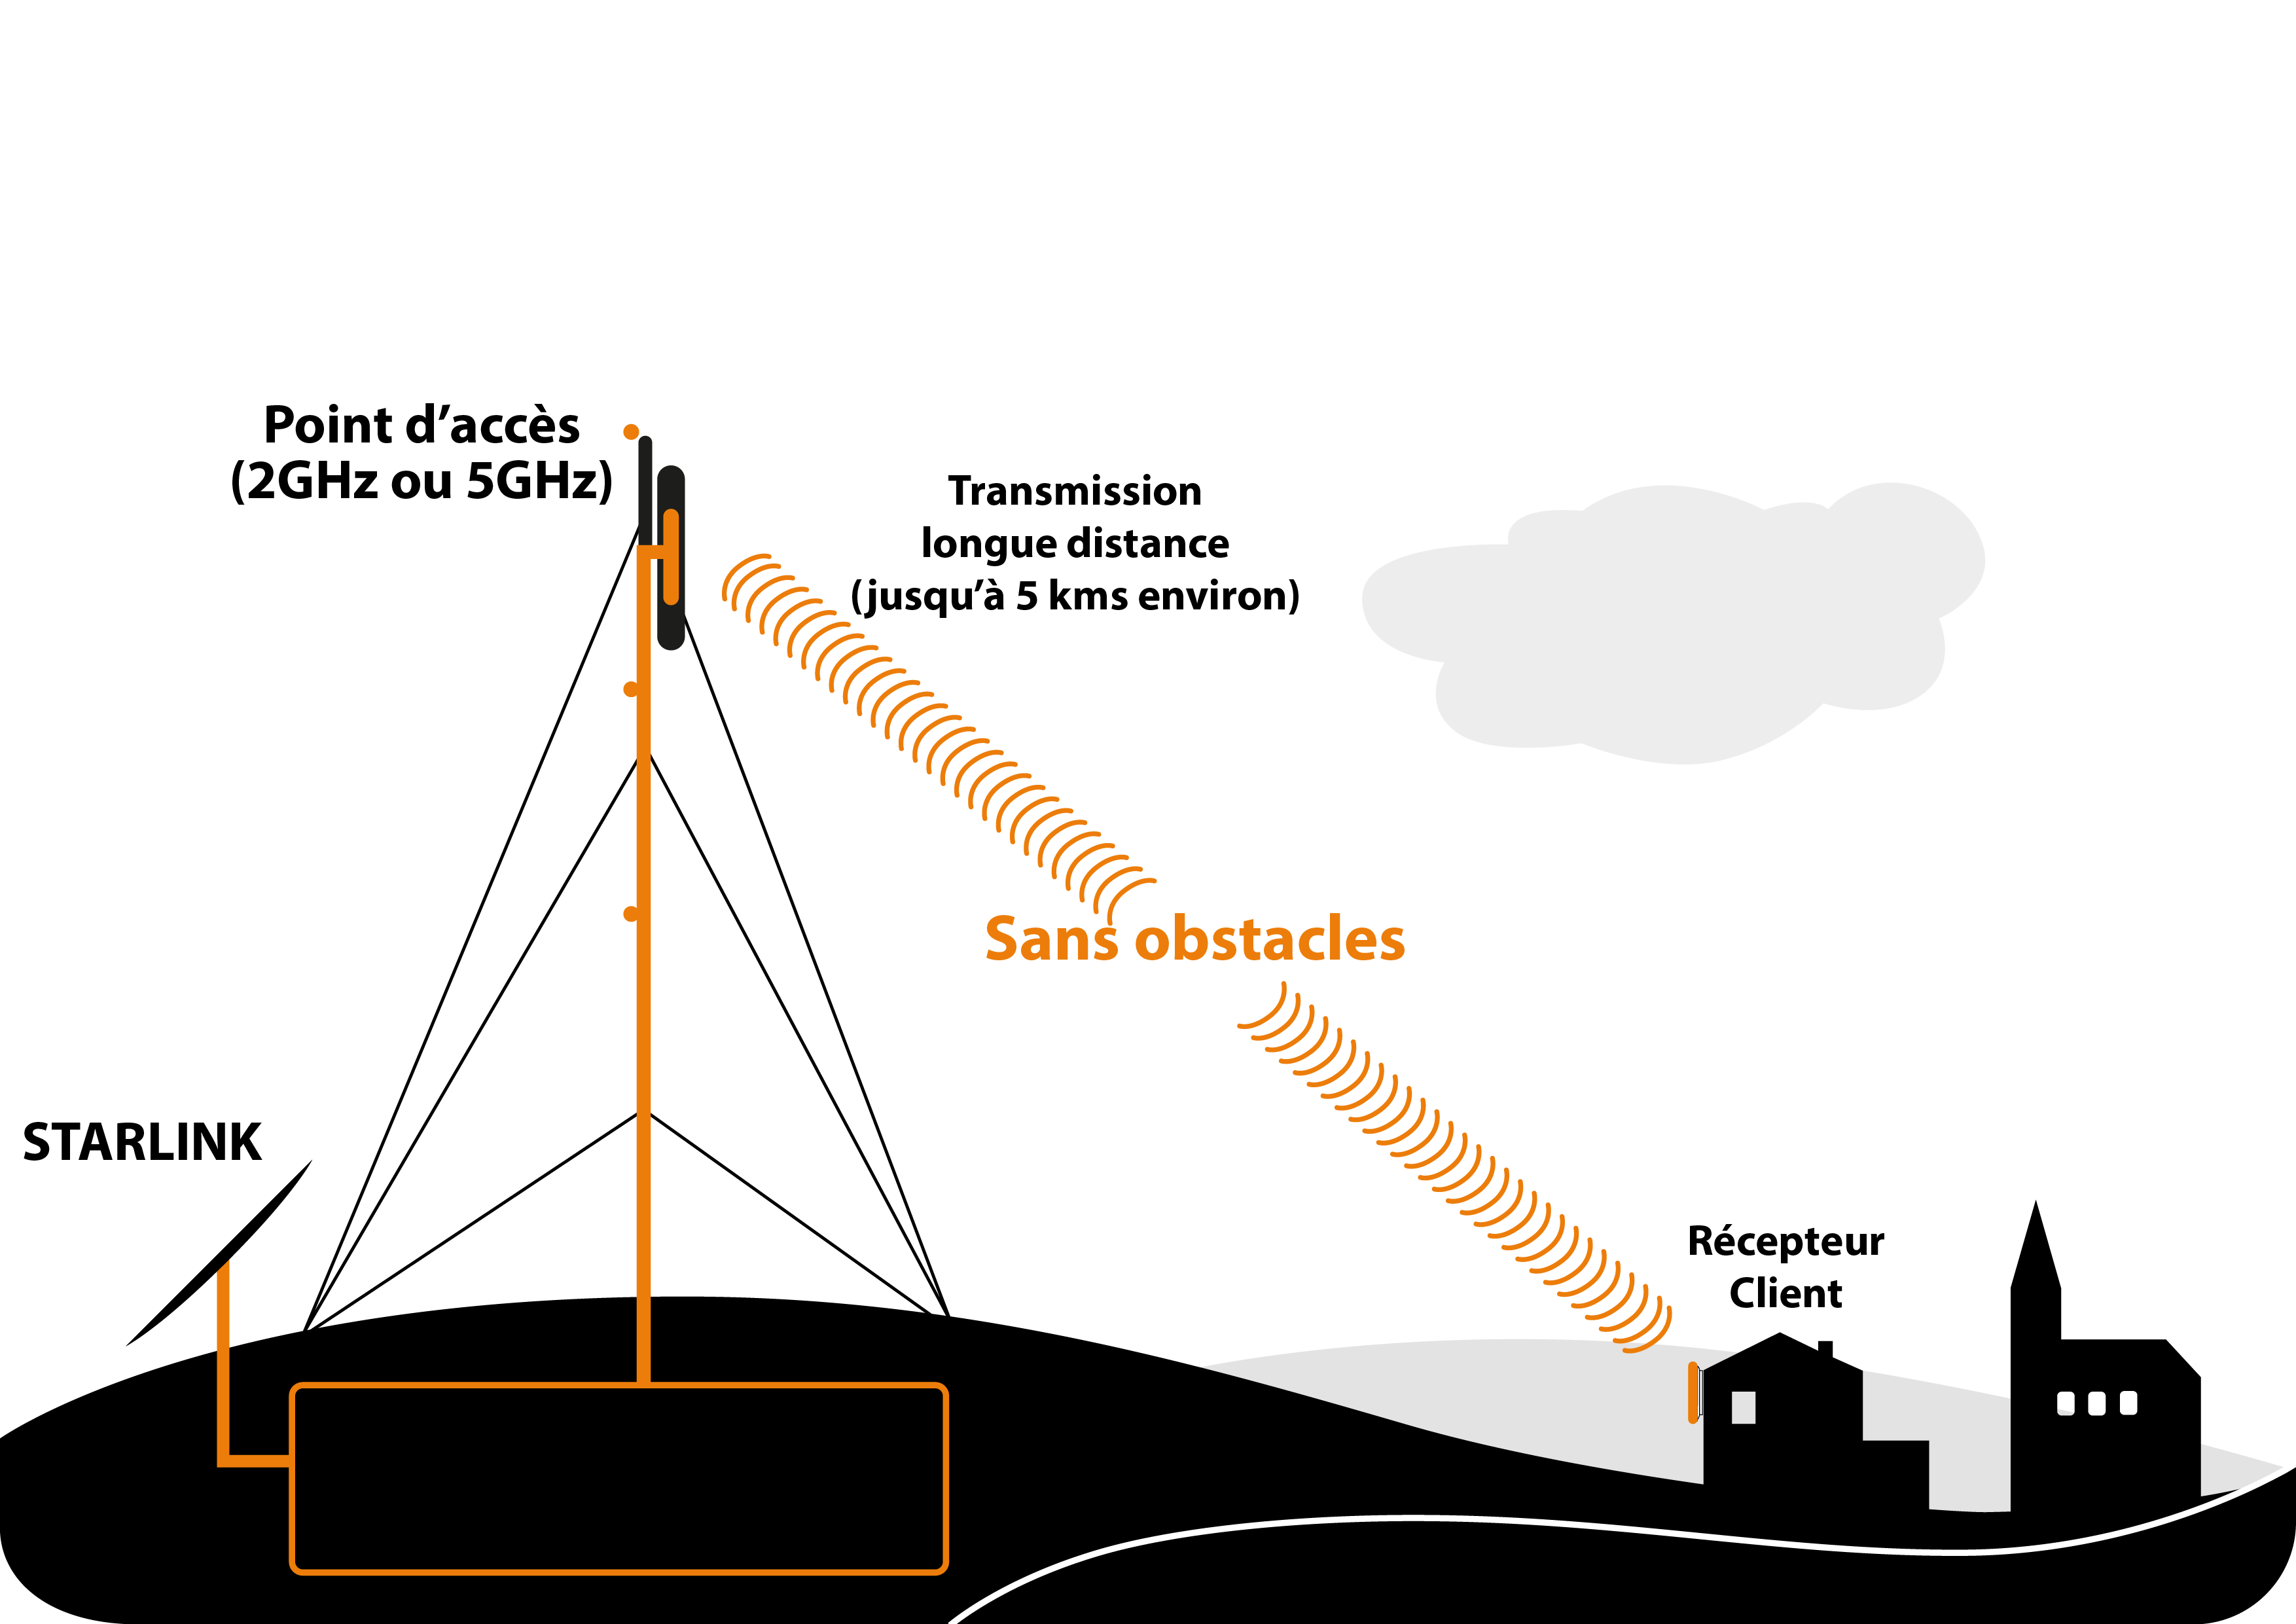 Point d’accès
(2GHz ou 5GHz)
Transmission
longue distance
(jusqu’à 5 kms environ)
Sans obstacles
STARLINK
Récepteur
Client